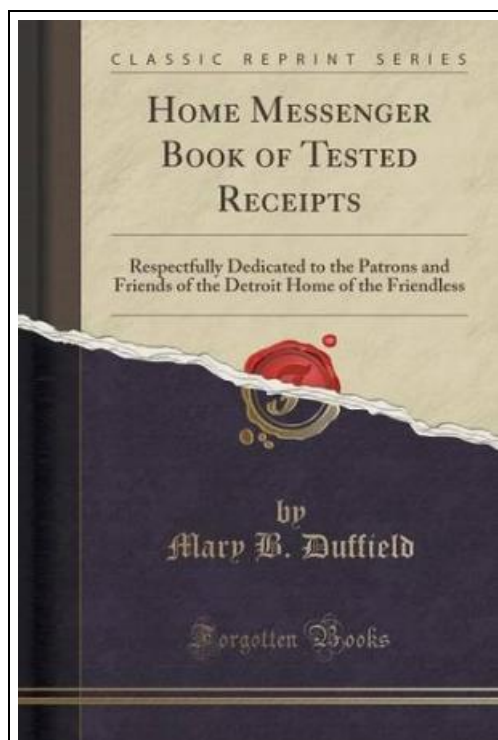 CLASSIC REPRINT SERIES
HOME MESSENGER
BOOK OF TESTED
RECEIPTS
Respectfully Dedicated to the Patrons and
Friends of the Detroit Home of the Friendless
F
by
Mary B. Duffield
Forgotten Books